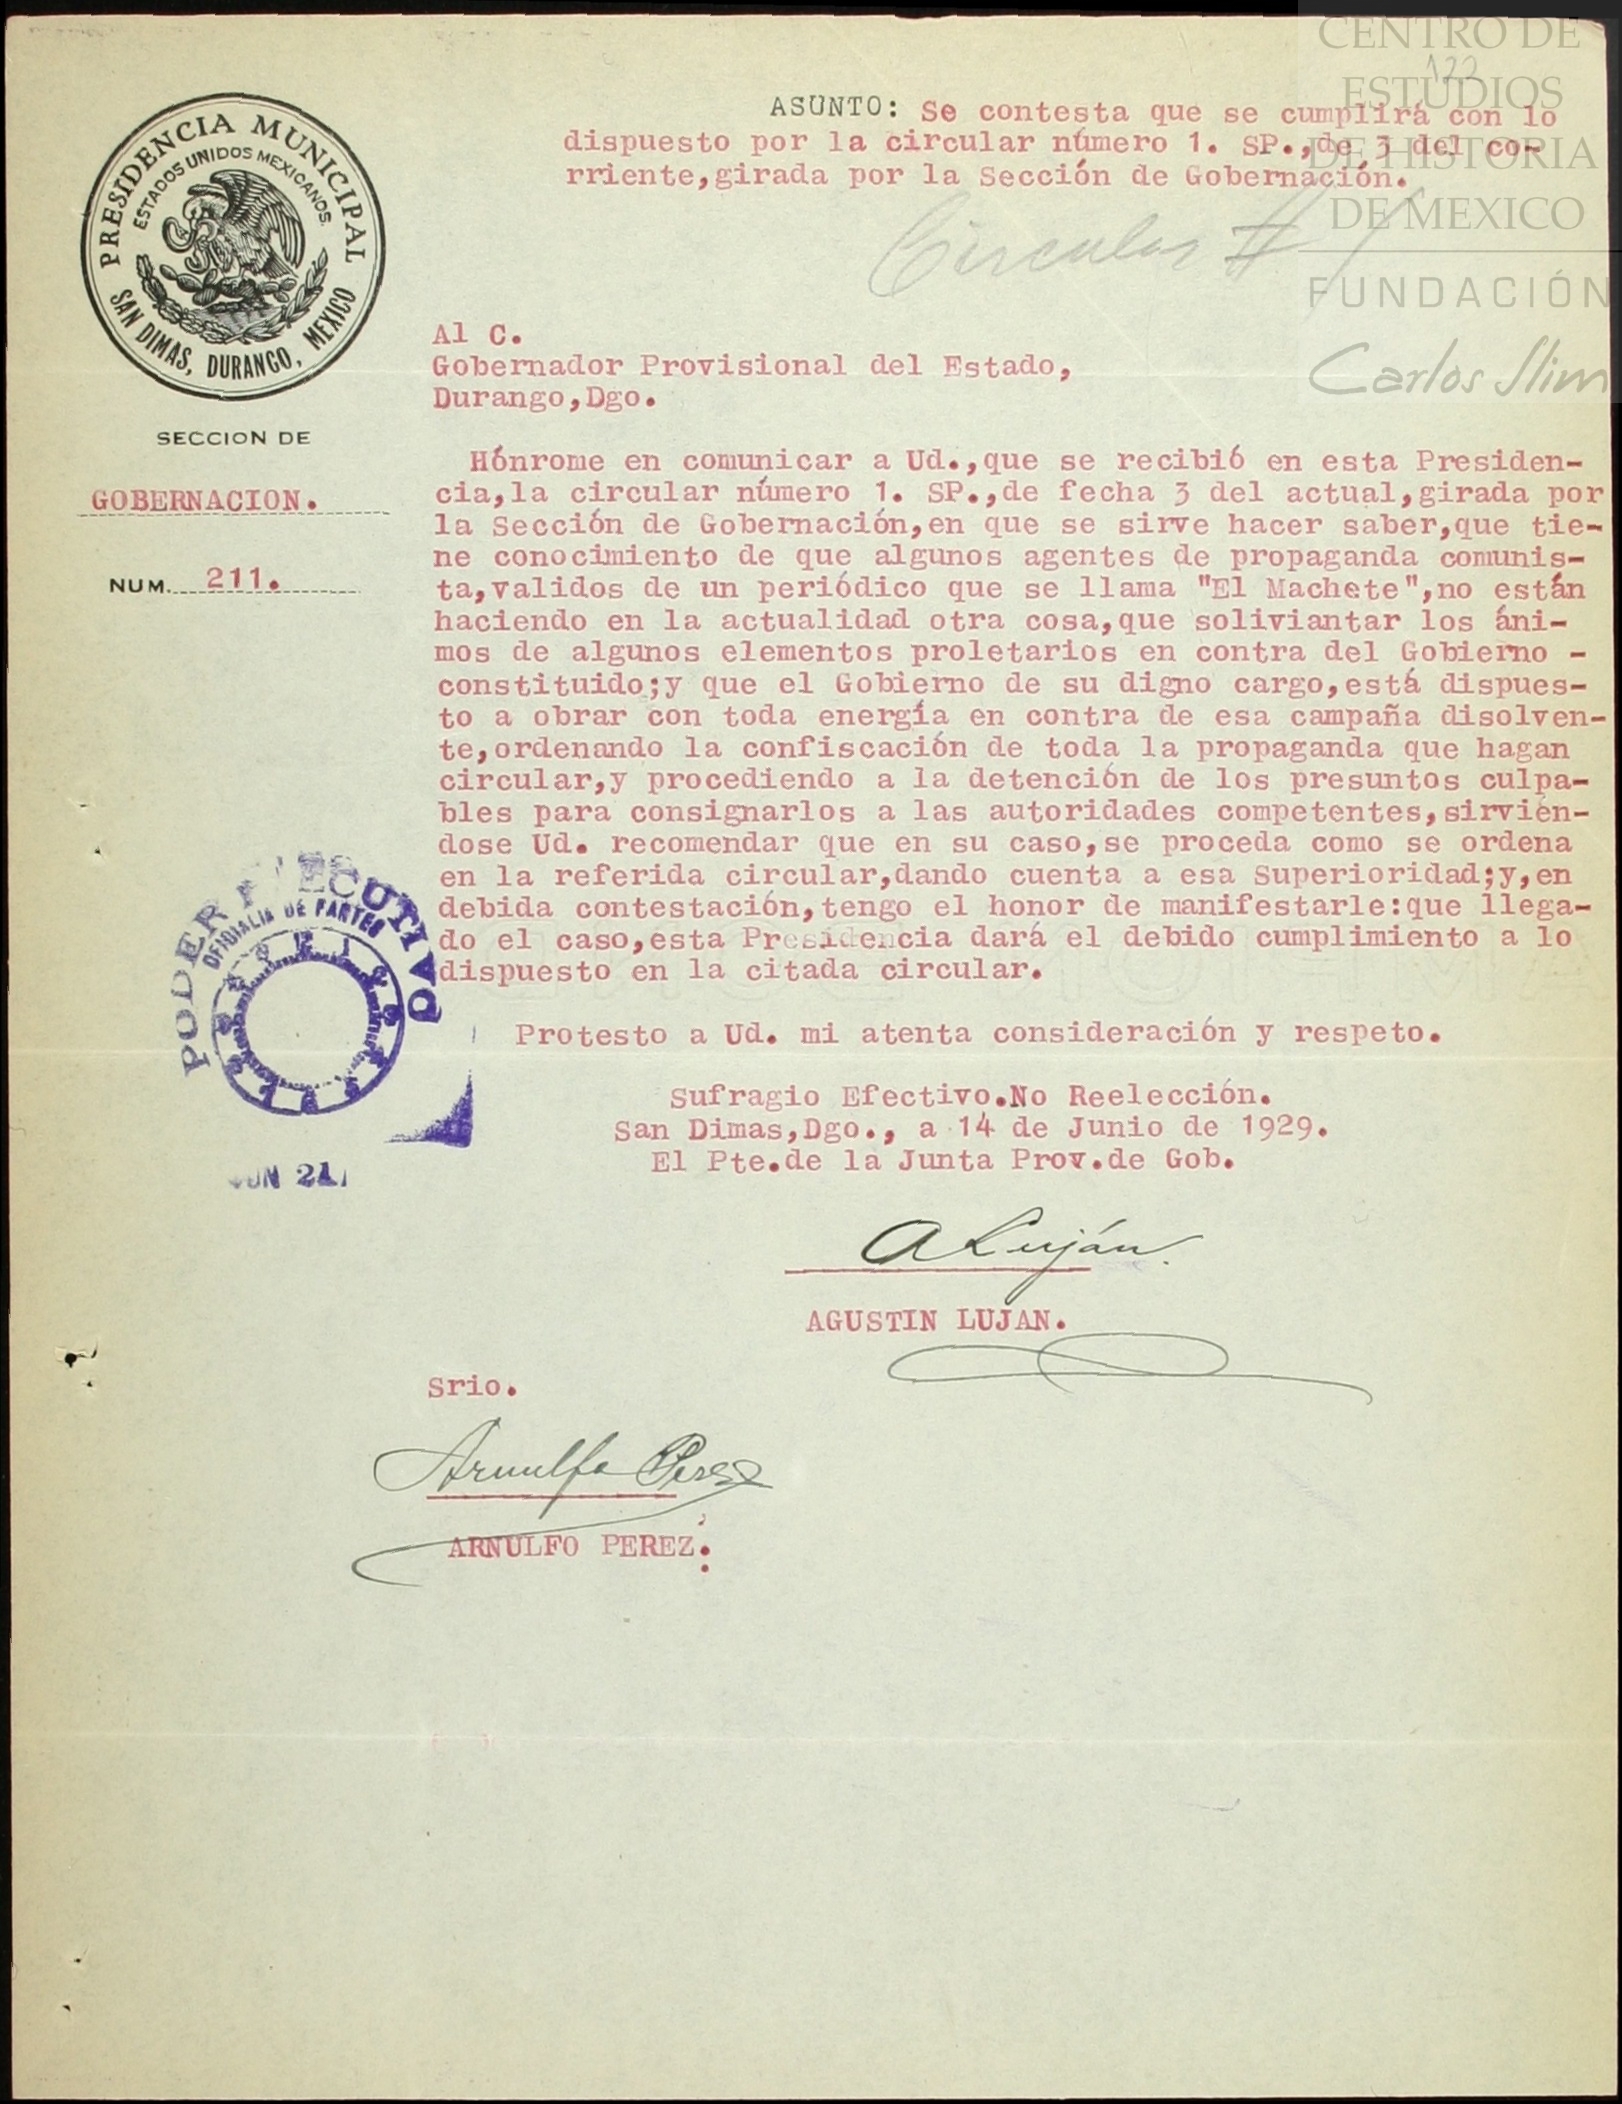 CENTRO DE
ESTUDIOS
DE HISTORIA
DE MEXICO
FUNDACIÓN
Carlos Slim
122
PRESIDENCIA MUNICIPAL
ESTADOS UNIDOS MEXICANOS
SAN DIMAS, DURANGO, MEXICO
ASUNTO: Se contesta que se cumplirá con lo
dispuesto por la circular número 1. SP.,de 3 del co-
rriente,girada por la Sección de Gobernación.
Circular #1
Al C.
Gobernador Provisional del Estado,
Durango,Dgo.
SECCION DE
GOBERNACION.
NUM. 211.
Hónrome en comunicar a Ud.,que se recibió en esta Presiden-
cia,la circular número 1. SP.,de fecha 3 del actual,girada por
la Sección de Gobernación,en que se sirve hacer saber,que tie-
ne conocimiento de que algunos agentes de propaganda comunis-
ta,validos de un periódico que se llama "El Machete",no están
haciendo en la actualidad otra cosa,que soliviantar los áni-
mos de algunos elementos proletarios en contra del Gobierno -
constituido;y que el Gobierno de su digno cargo,está dispues-
to a obrar con toda energía en contra de esa campaña disolven-
te,ordenando la confiscación de toda la propaganda que hagan
circular,y procediendo a la detención de los presuntos culpa-
bles para consignarlos a las autoridades competentes,sirvién-
dose Ud. recomendar que en su caso,se proceda como se ordena
en la referida circular,dando cuenta a esa Superioridad;y,en
debida contestación,tengo el honor de manifestarle:que llega-
do el caso,esta Presidencia dará el debido cumplimiento a lo
dispuesto en la citada circular.
PODER EJECUTIVO
OFICIALIA DE PARTES
JUN 21
Protesto a Ud. mi atenta consideración y respeto.
Sufragio Efectivo.No Reelección.
San Dimas,Dgo., a 14 de Junio de 1929.
El Pte.de la Junta Prov.de Gob.
A Luján.
AGUSTIN LUJAN.
Srio.
Arnulfo Perez
ARNULFO PEREZ.